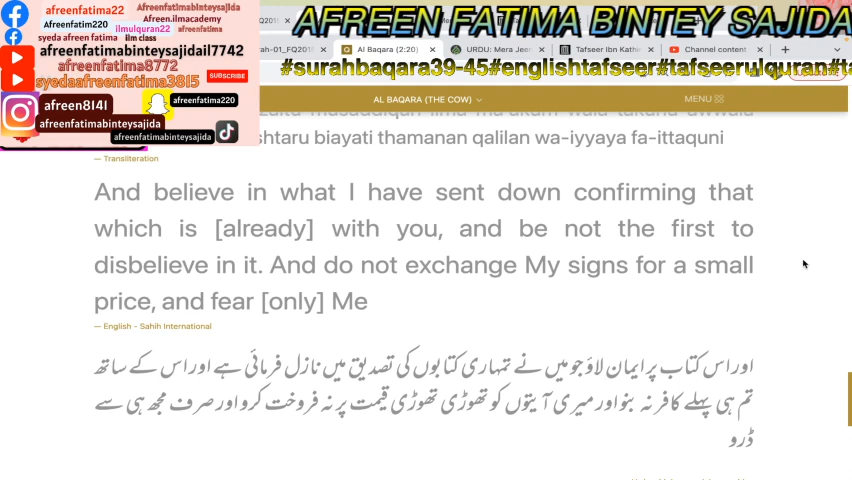 afreenfatima22
Afreenfatimabinteysajida
Afreenfatim220
Afreen.ilmacademy
ilmulquran22
afreenfatima
syeda afreen fatima
ilm class
afreenfatimabinteysajidail7742
afreenfatima8772
syedaafreenfatima3815
SUBSCRIBE
afreen8141
afreenfatima220
afreenfatimabinteysajida
afreenfatimabinteysajida
AFREEN FATIMA BINTEY SAJIDA
Al Baqara (2:20)
URDU: Mera Jeen
Tafseer Ibn Kathi
Channel content
#surahbaqara39-45#englishtafseer#tafseerulquran#ta
AL BAQARA (THE COW)
MENU
shtaru biayati thamanan qalilan wa-iyyaya fa-ittaquni
— Transliteration
And believe in what I have sent down confirming that
which is [already] with you, and be not the first to
disbelieve in it. And do not exchange My signs for a small
price, and fear [only] Me
— English - Sahih International
اور اس کتاب پر ایمان لاؤ جو میں نے تمہاری کتابوں کی تصدیق میں نازل فرمائی ہے اور اس کے ساتھ
تم ہی پہلے کافر نہ بنو اور میری آیتوں کو تھوڑی تھوڑی قیمت پر نہ فروخت کرو اور صرف مجھ ہی سے
ڈرو